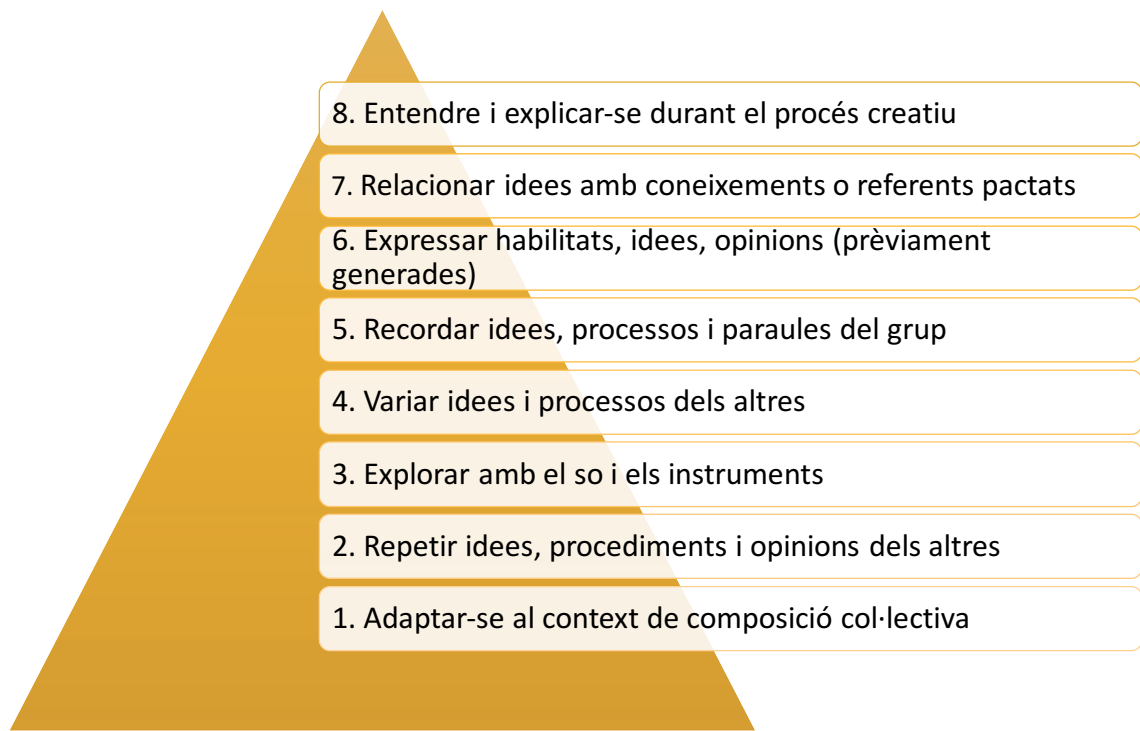 8. Entendre i explicar-se durant el procés creatiu
7. Relacionar idees amb coneixements o referents pactats
6. Expressar habilitats, idees, opinions (prèviament
generades)
5. Recordar idees, processos i paraules del grup
4. Variar idees i processos dels altres
3. Explorar amb el so i els instruments
2. Repetir idees, procediments i opinions dels altres
1. Adaptar-se al context de composició col·lectiva